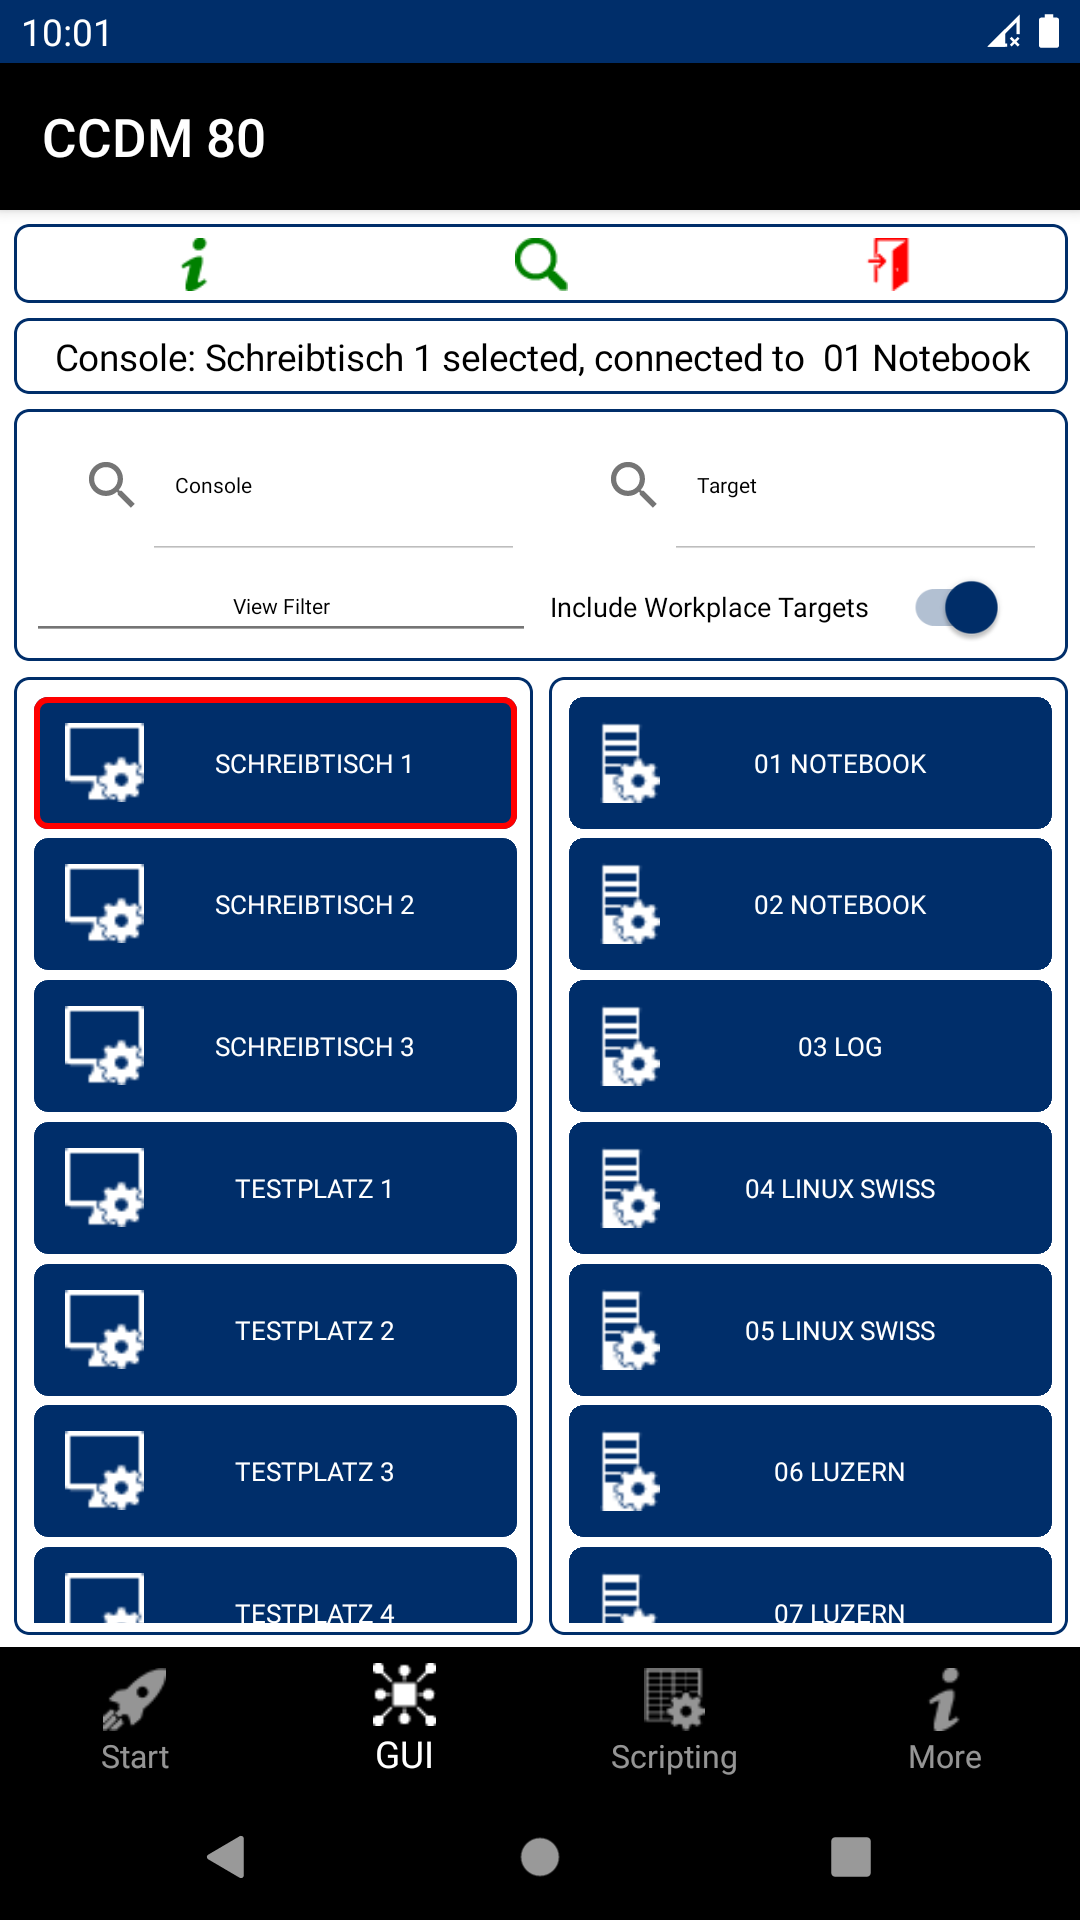 10:01
CCDM 80
Console: Schreibtisch 1 selected, connected to  01 Notebook
Console
Target
View Filter
Include Workplace Targets
SCHREIBTISCH 1
01 NOTEBOOK
SCHREIBTISCH 2
02 NOTEBOOK
SCHREIBTISCH 3
03 LOG
TESTPLATZ 1
04 LINUX SWISS
TESTPLATZ 2
05 LINUX SWISS
TESTPLATZ 3
06 LUZERN
TESTPLATZ 4
07 LUZERN
Start
GUI
Scripting
More